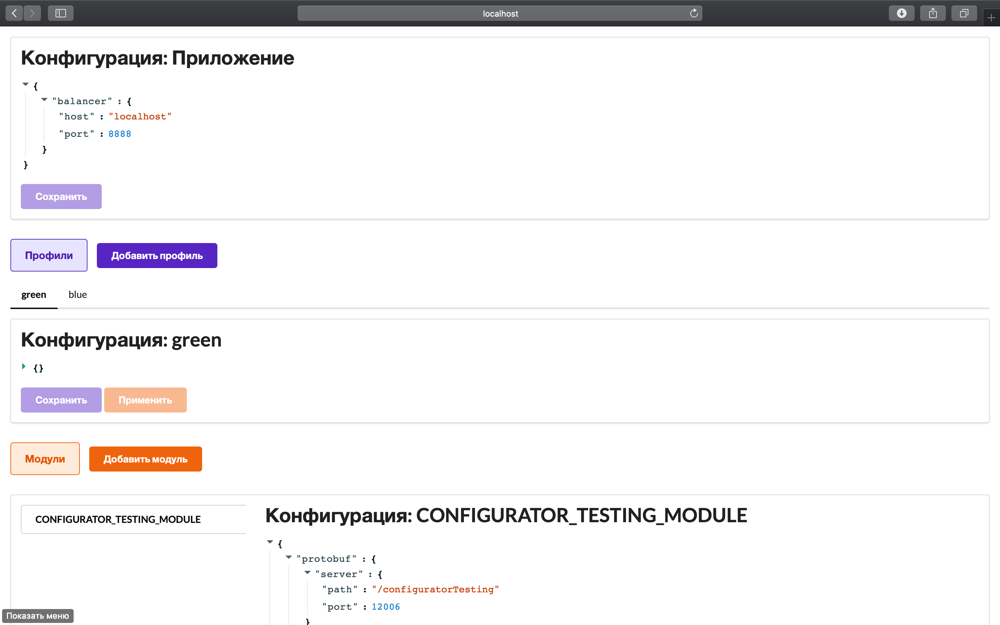 localhost
Конфигурация: Приложение
{
"balancer" : {
"host" : "localhost"
"port" : 8888
}
}
Сохранить
Профили Добавить профиль
green blue
Конфигурация: green
{}
Сохранить Применить
Модули Добавить модуль
CONFIGURATOR_TESTING_MODULE
Конфигурация: CONFIGURATOR_TESTING_MODULE
{
"protobuf" : {
"server" : {
"path" : "/configuratorTesting"
"port" : 12006
}
Показать меню